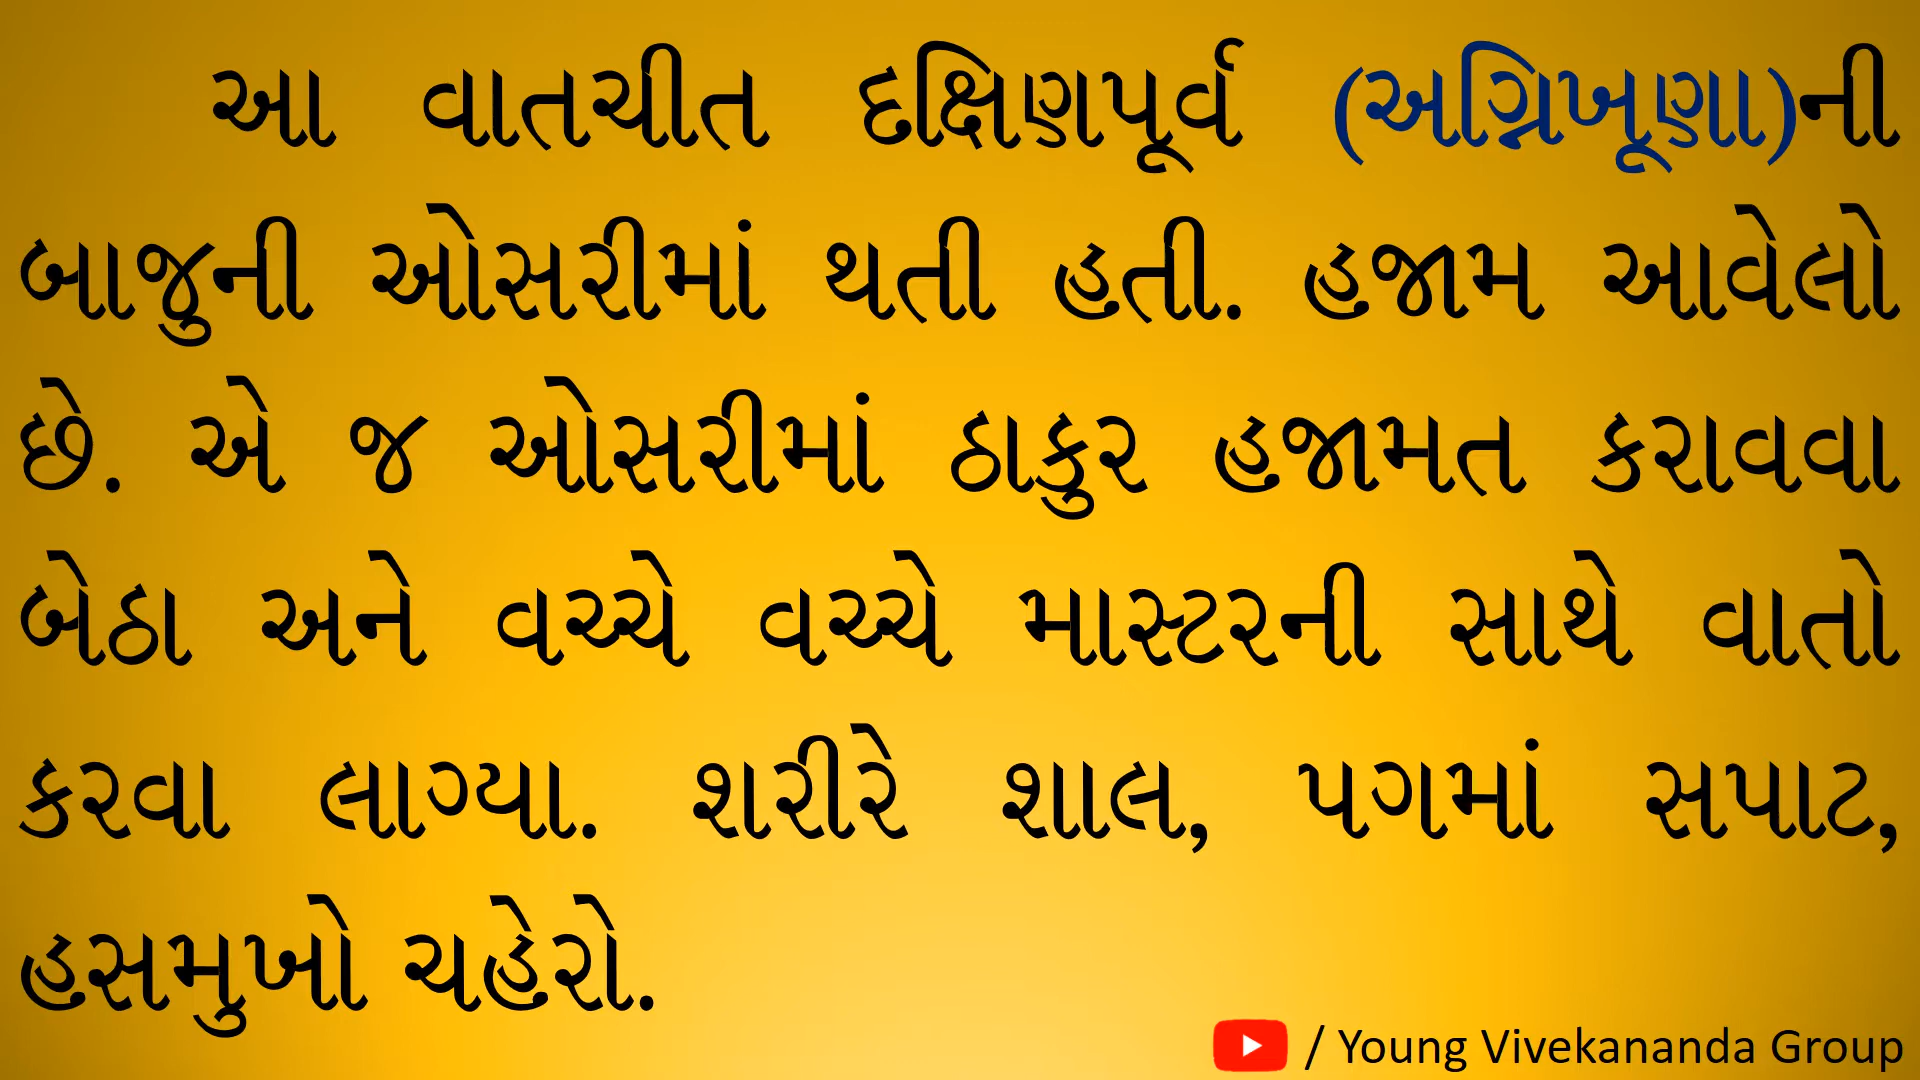 આ વાતચીત દક્ષિણપૂર્વ (અગ્નિખૂણા)ની
બાજુની ઓસરીમાં થતી હતી. હજામ આવેલો
છે. એ જ ઓસરીમાં ઠાકુર હજામત કરાવવા
બેઠા અને વચ્ચે વચ્ચે માસ્ટરની સાથે વાતો
કરવા લાગ્યા. શરીરે શાલ, પગમાં સપાટ,
હસમુખો ચહેરો.
/ Young Vivekananda Group